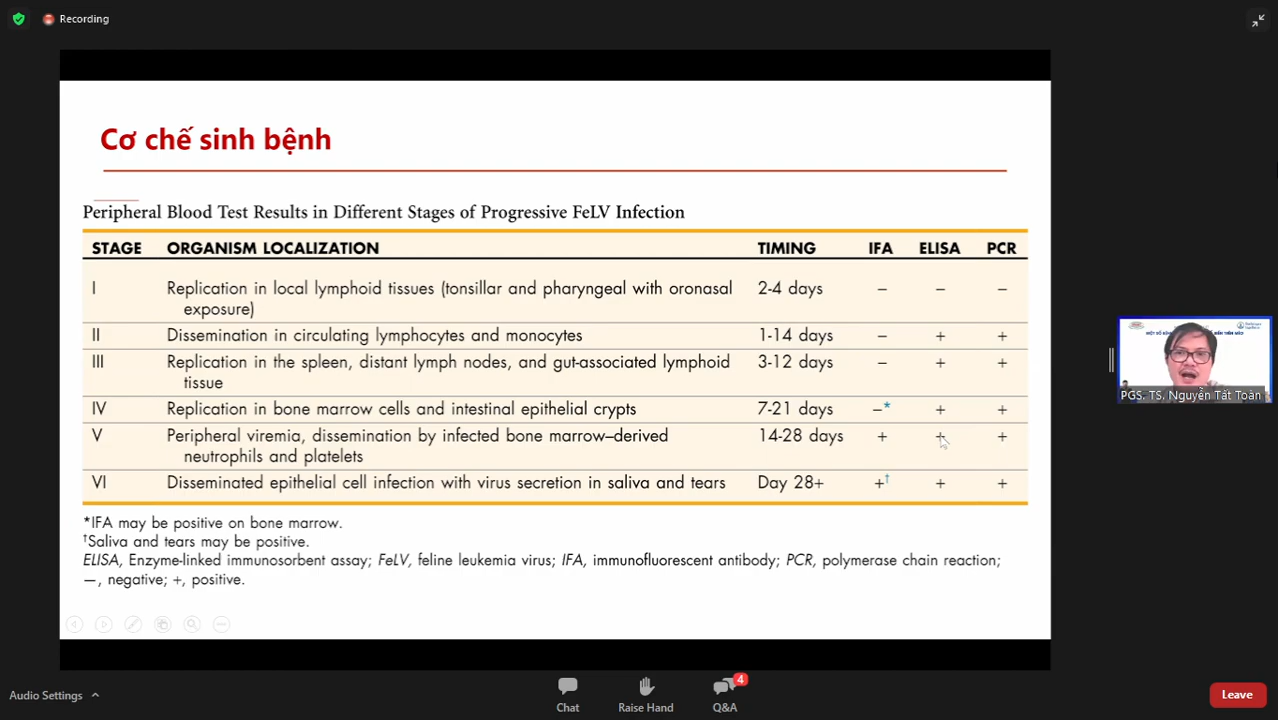 Recording
Cơ chế sinh bệnh
Peripheral Blood Test Results in Different Stages of Progressive FeLV Infection
STAGE ORGANISM LOCALIZATION TIMING IFA ELISA PCR
I Replication in local lymphoid tissues (tonsillar and pharyngeal with oronasal 2-4 days – – –
exposure)
II Dissemination in circulating lymphocytes and monocytes 1-14 days – + +
III Replication in the spleen, distant lymph nodes, and gut-associated lymphoid 3-12 days – + +
tissue
IV Replication in bone marrow cells and intestinal epithelial crypts 7-21 days –* + +
V Peripheral viremia, dissemination by infected bone marrow–derived 14-28 days + + +
neutrophils and platelets
VI Disseminated epithelial cell infection with virus secretion in saliva and tears Day 28+ +† + +
*IFA may be positive on bone marrow.
†Saliva and tears may be positive.
ELISA, Enzyme-linked immunosorbent assay; FeLV, feline leukemia virus; IFA, immunofluorescent antibody; PCR, polymerase chain reaction;
—, negative; +, positive.
PGS. TS. Nguyễn Tất Toàn
Audio Settings
Chat
Raise Hand
4
Q&A
Leave